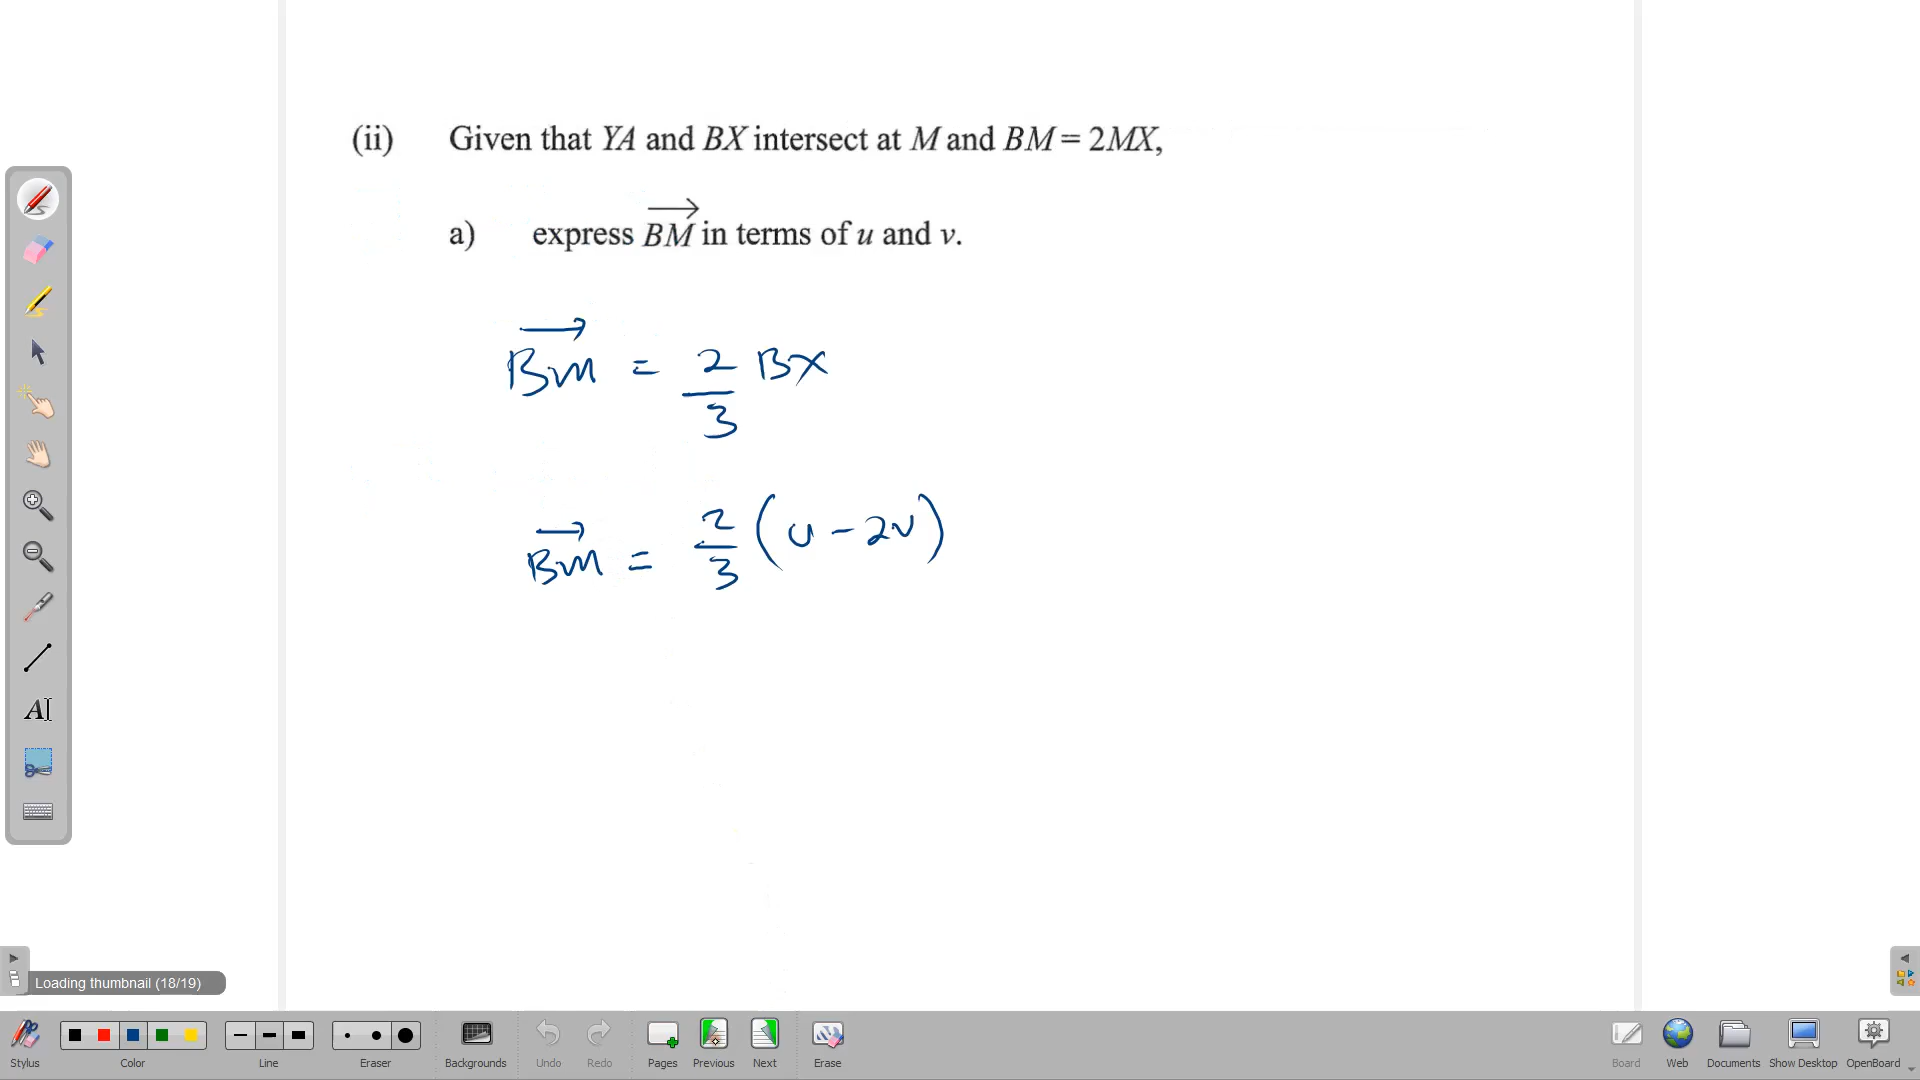 (ii) Given that YA and BX intersect at M and BM = 2MX,
a) express BM in terms of u and v.
BM = 2/3 BX
BM = 2/3 (u - 2v)
AI
Loading thumbnail (18/19)
Stylus Color Line Eraser Backgrounds Undo Redo Pages Previous Next Erase Board Web Documents Show Desktop OpenBoard